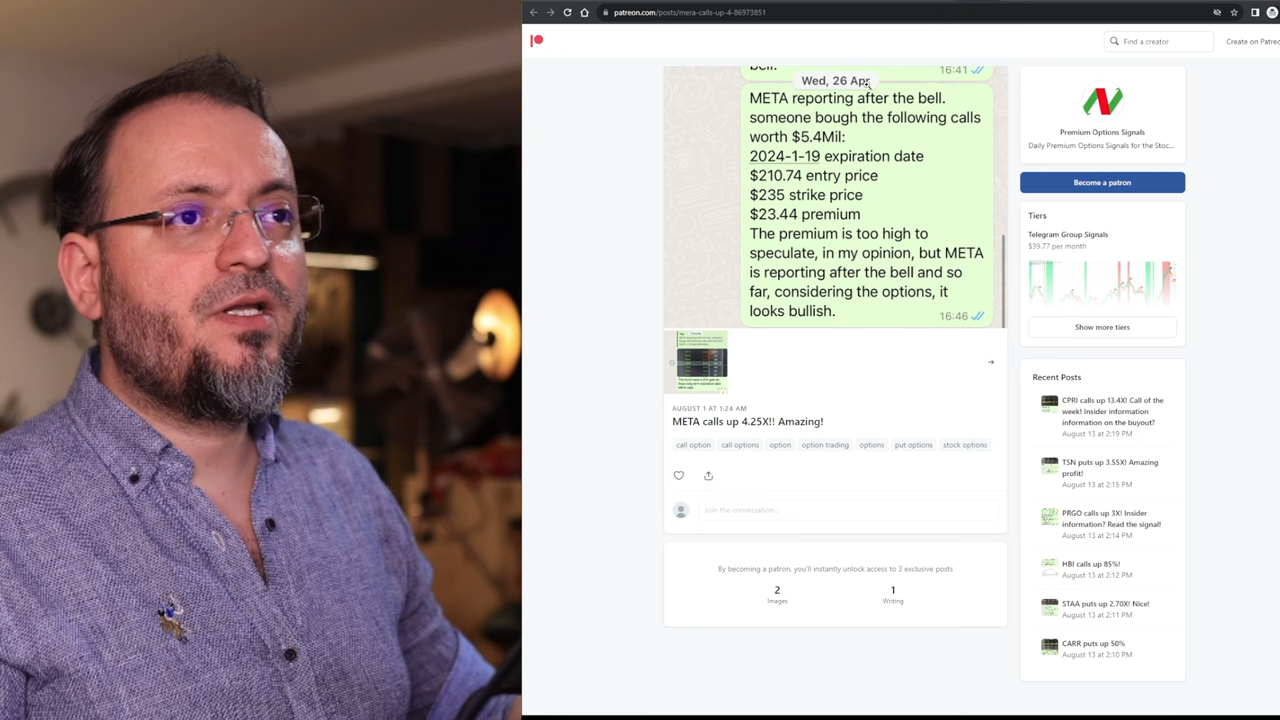 patreon.com/posts/mera-calls-up-4-86973851
Find a creator
Create on Patreo
bell.
16:41
Wed, 26 Apr
META reporting after the bell.
someone bough the following calls
worth $5.4Mil:
2024-1-19 expiration date
$210.74 entry price
$235 strike price
$23.44 premium
The premium is too high to
speculate, in my opinion, but META
is reporting after the bell and so
far, considering the options, it
looks bullish.
16:46
AUGUST 1 AT 1:24 AM
META calls up 4.25X!! Amazing!
call option
call options
option
option trading
options
put options
stock options
Join the conversation...
By becoming a patron, you'll instantly unlock access to 3 exclusive posts
2
Images
1
Writing
Premium Options Signals
Daily Premium Options Signals for the Stoc...
Become a patron
Tiers
Telegram Group Signals
$39.77 per month
Show more tiers
Recent Posts
CPRI calls up 13.4X! Call of the
week! Insider information
information on the buyout?
August 13 at 2:19 PM
TSN puts up 3.55X! Amazing
profit!
August 13 at 2:15 PM
PRGO calls up 3X! Insider
information? Read the signal!
August 13 at 2:14 PM
HBI calls up 85%!
August 13 at 2:12 PM
STAA puts up 2.70X! Nice!
August 13 at 2:11 PM
CARR puts up 50%
August 13 at 2:10 PM